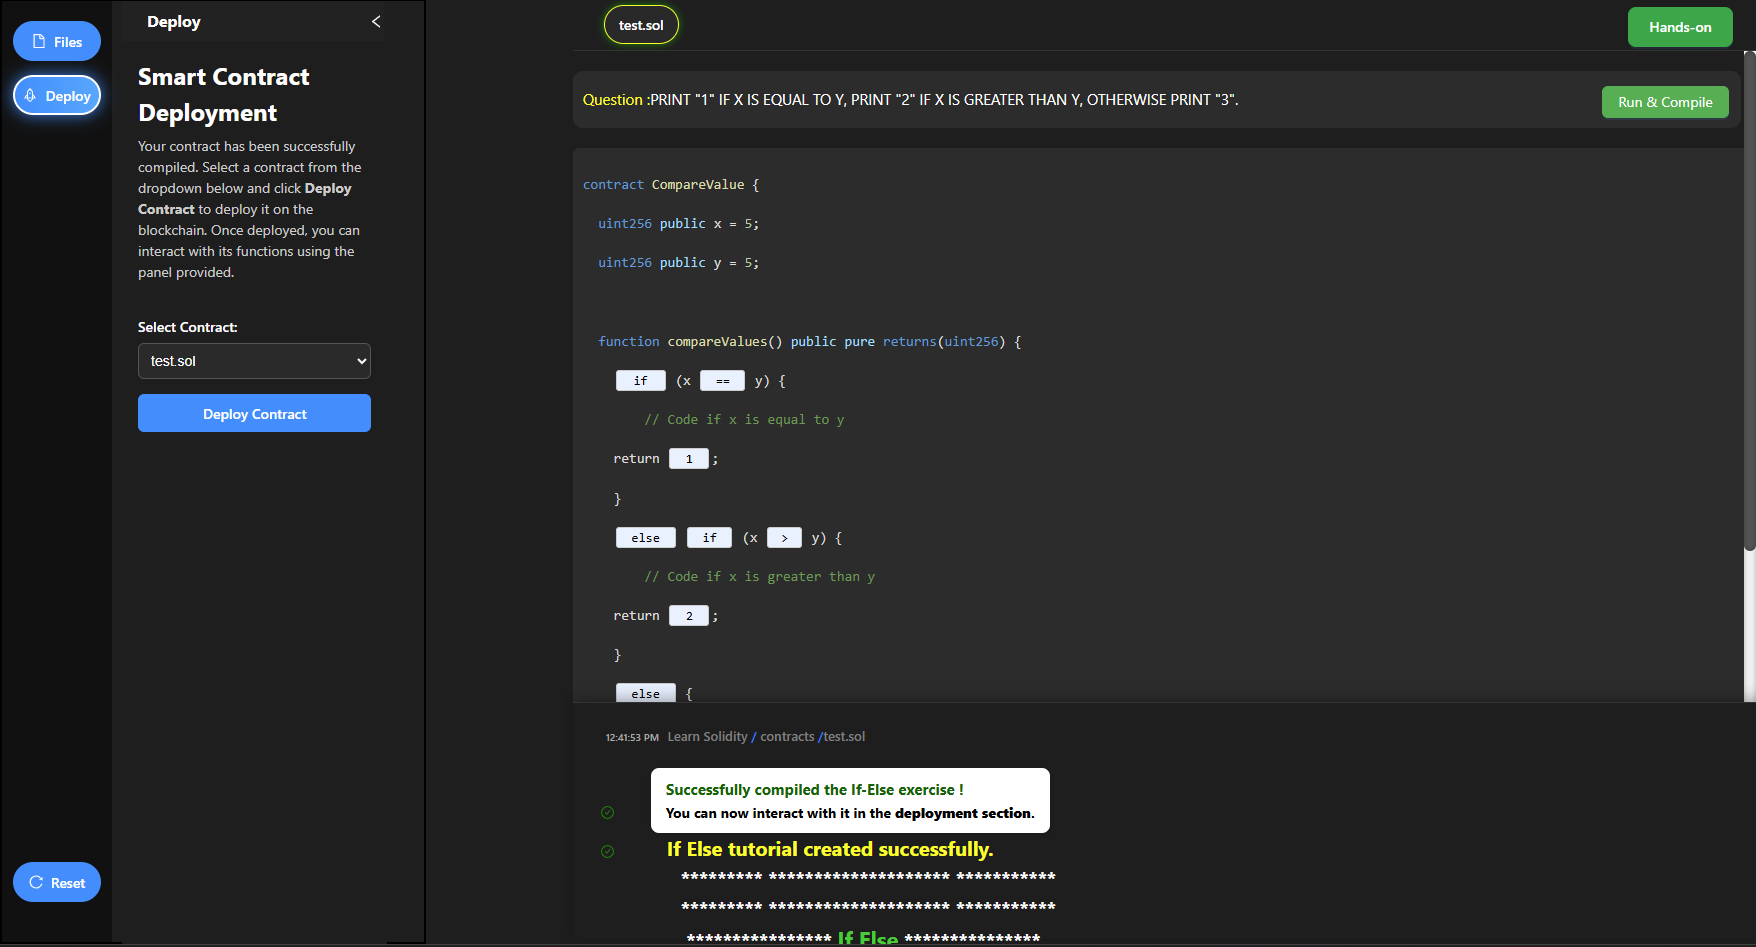 Files
Deploy
Reset
Deploy
Smart Contract
Deployment
Your contract has been successfully
compiled. Select a contract from the
dropdown below and click Deploy
Contract to deploy it on the
blockchain. Once deployed, you can
interact with its functions using the
panel provided.
Select Contract:
test.sol
Deploy Contract
test.sol
Hands-on
Question :PRINT "1" IF X IS EQUAL TO Y, PRINT "2" IF X IS GREATER THAN Y, OTHERWISE PRINT "3".
Run & Compile
contract CompareValue {
uint256 public x = 5;
uint256 public y = 5;
function compareValues() public pure returns(uint256) {
if (x == y) {
// Code if x is equal to y
return 1 ;
}
else if (x > y) {
// Code if x is greater than y
return 2 ;
}
else {
12:41:53 PM Learn Solidity / contracts /test.sol
Successfully compiled the If-Else exercise !
You can now interact with it in the deployment section.
If Else tutorial created successfully.
********* ******************** ***********
********* ******************** ***********
**************** If Else ***************